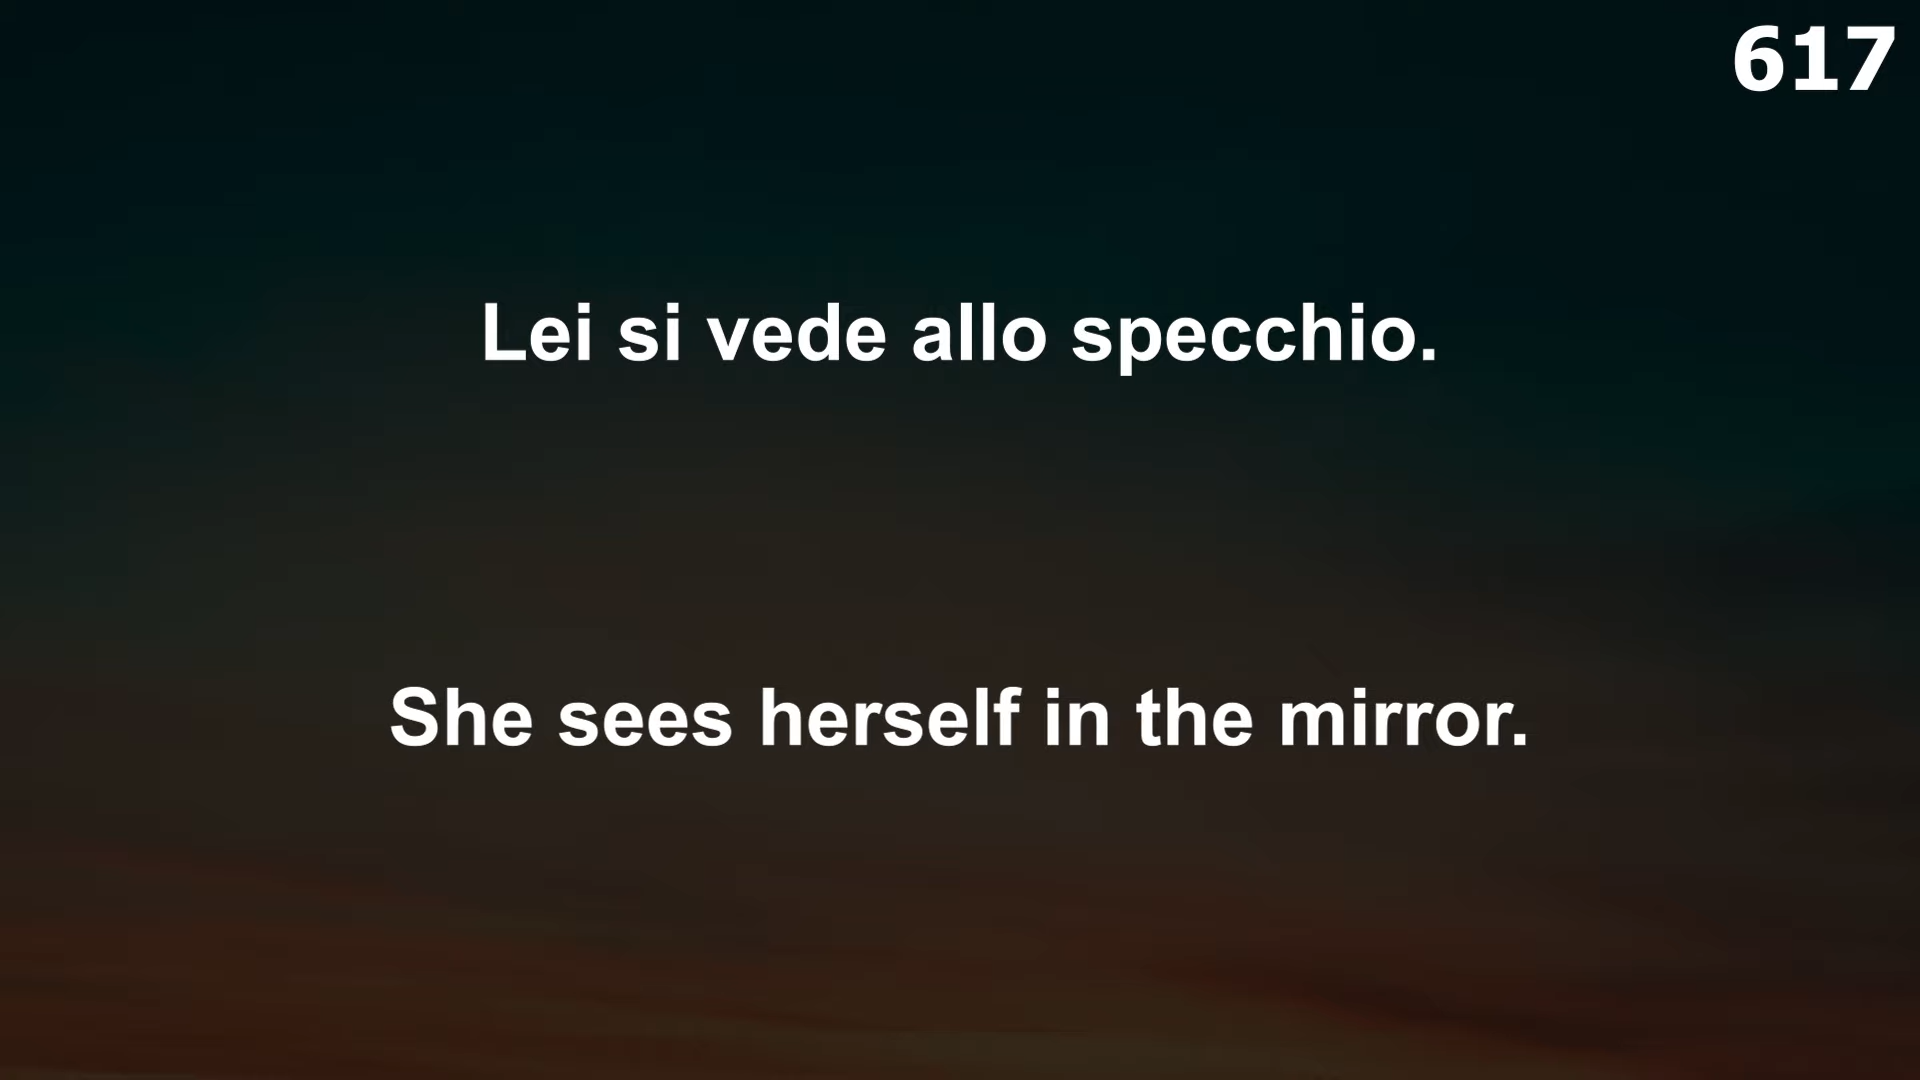 617
Lei si vede allo specchio.
She sees herself in the mirror.